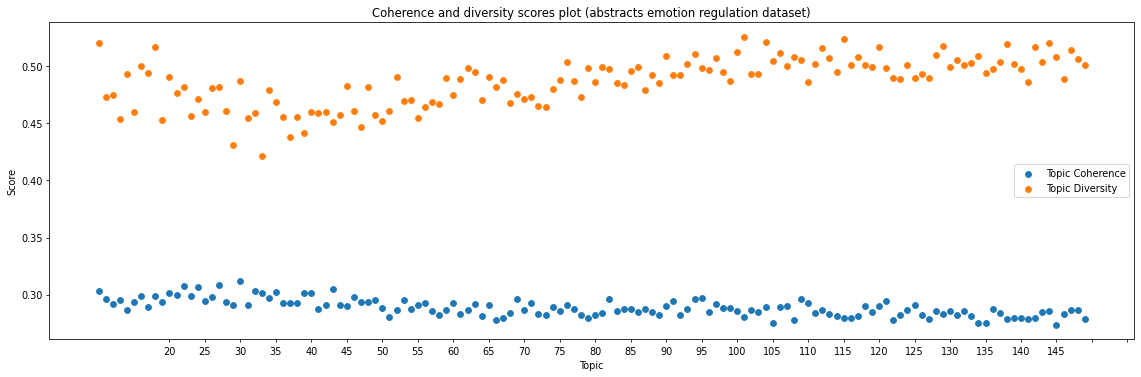 Coherence and diversity scores plot (abstracts emotion regulation dataset)
0.50
0.45
0.40
0.35
0.30
Score
Topic Coherence
Topic Diversity
20 25 30 35 40 45 50 55 60 65 70 75 80 85 90 95 100 105 110 115 120 125 130 135 140 145
Topic